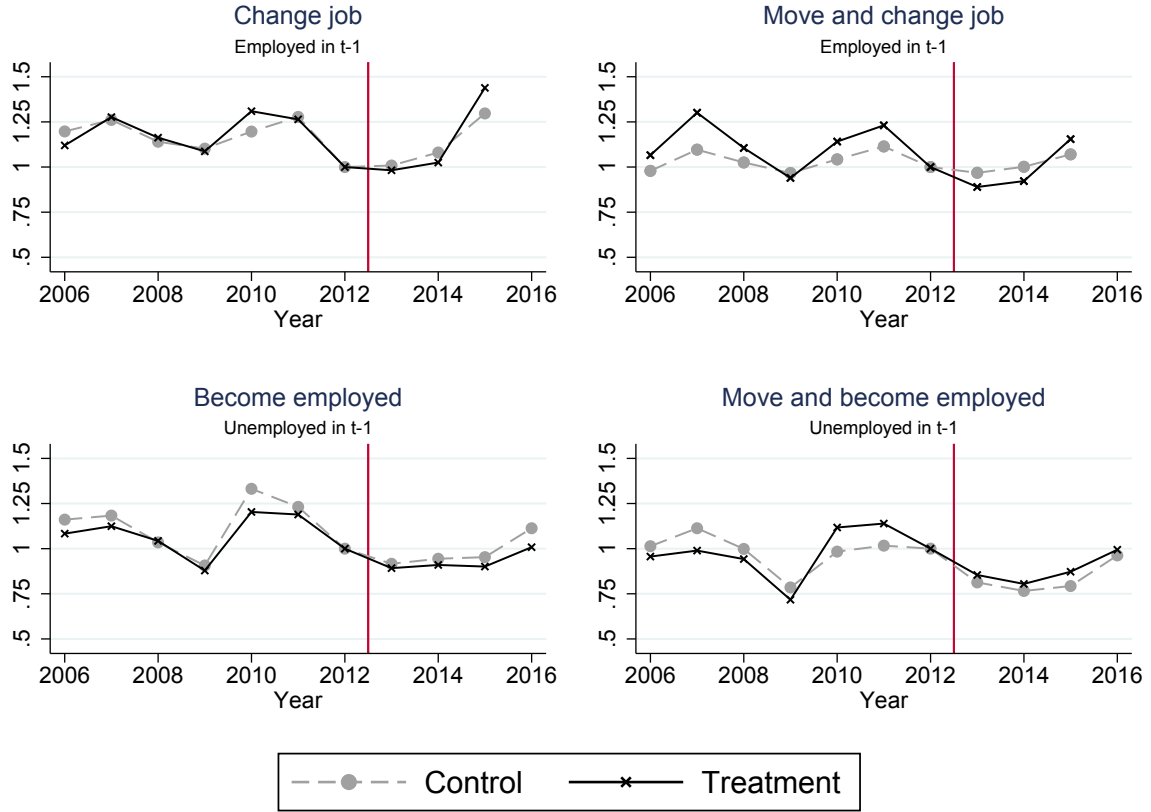 Change job
Employed in t-1
.5 .75 1 1.25 1.5
2006 2008 2010 2012 2014 2016
Year
Move and change job
Employed in t-1
.5 .75 1 1.25 1.5
2006 2008 2010 2012 2014 2016
Year
Become employed
Unemployed in t-1
.5 .75 1 1.25 1.5
2006 2008 2010 2012 2014 2016
Year
Move and become employed
Unemployed in t-1
.5 .75 1 1.25 1.5
2006 2008 2010 2012 2014 2016
Year
Control Treatment